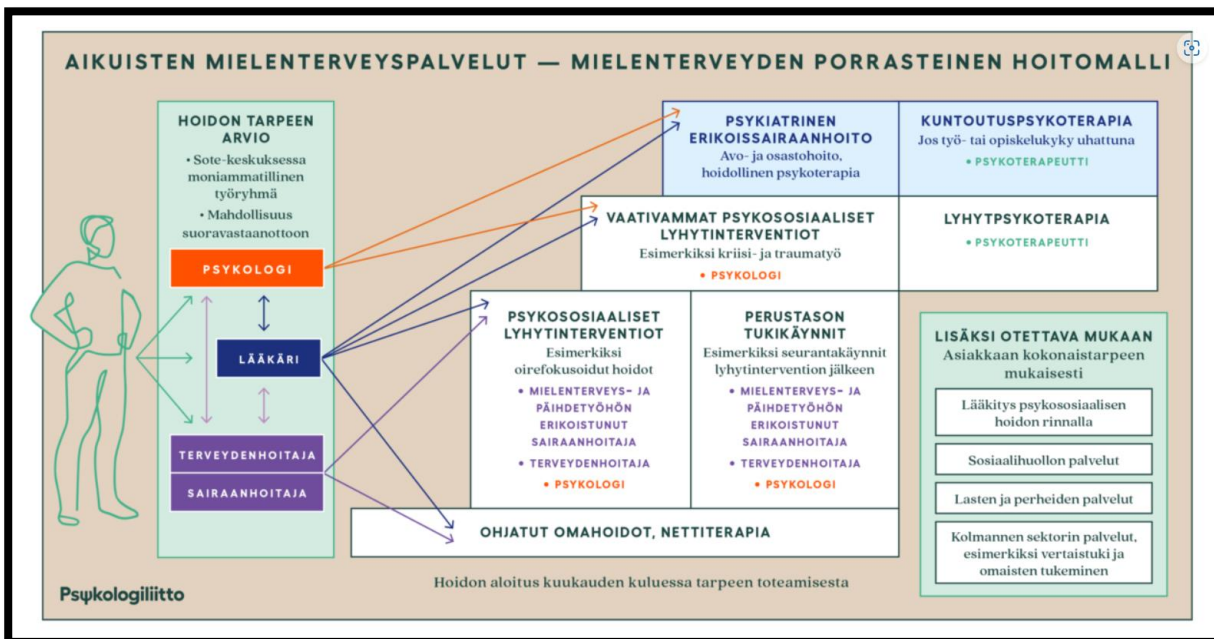 AIKUISTEN MIELENTERVEYSPALVELUT — MIELENTERVEYDEN PORRASTEINEN HOITOMALLI
HOIDON TARPEEN
ARVIO
• Sote-keskuksessa
moniammatillinen
työryhmä
• Mahdollisuus
suoravastaanottoon
PSYKOLOGI
LÄÄKÄRI
TERVEYDENHOITAJA
SAIRAANHOITAJA
PSYKIATRINEN
ERIKOISSAIRAANHOITO
Avo- ja osastohoito,
hoidollinen psykoterapia
KUNTOUTUSPSYKOTERAPIA
Jos työ- tai opiskelukyky uhattuna
• PSYKOTERAPEUTTI
VAATIVAMMAT PSYKOSOSIAALISET
LYHYTINTERVENTIOT
Esimerkiksi kriisi- ja traumatyö
• PSYKOLOGI
LYHYTPSYKOTERAPIA
• PSYKOTERAPEUTTI
PSYKOSOSIAALISET
LYHYTINTERVENTIOT
Esimerkiksi
oirefokusoidut hoidot
• MIELENTERVEYS- JA
PÄIHDETYÖHÖN
ERIKOISTUNUT
SAIRAANHOITAJA
• TERVEYDENHOITAJA
• PSYKOLOGI
PERUSTASON
TUKIKÄYNNIT
Esimerkiksi seurantakäynnit
lyhytintervention jälkeen
• MIELENTERVEYS- JA
PÄIHDETYÖHÖN
ERIKOISTUNUT
SAIRAANHOITAJA
• TERVEYDENHOITAJA
• PSYKOLOGI
OHJATUT OMAHOIDOT, NETTITERAPIA
LISÄKSI OTETTAVA MUKAAN
Asiakkaan kokonaistarpeen
mukaisesti
Lääkitys psykososiaalisen
hoidon rinnalla
Sosiaalihuollon palvelut
Lasten ja perheiden palvelut
Kolmannen sektorin palvelut,
esimerkiksi vertaistuki ja
omaisten tukeminen
Hoidon aloitus kuukauden kuluessa tarpeen toteamisesta
Psyκologiliitto